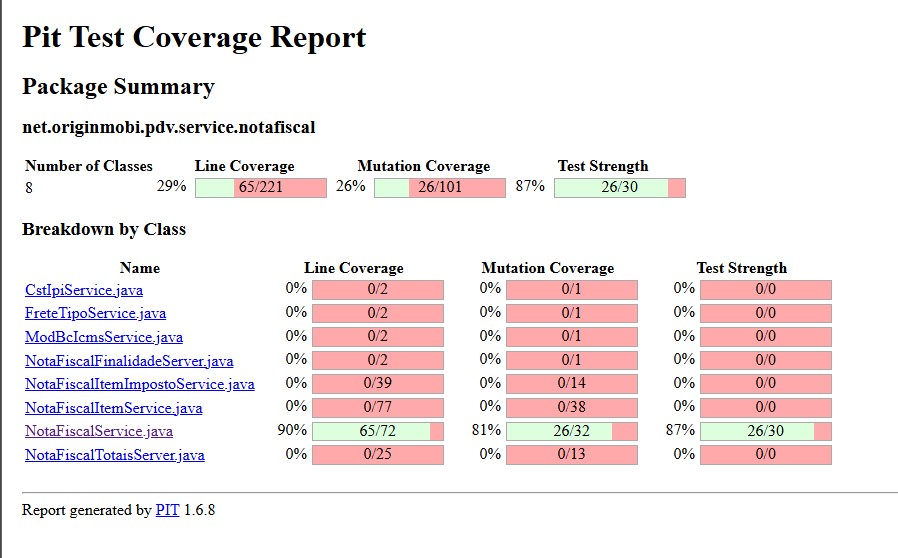 Pit Test Coverage Report
Package Summary
net.originmobi.pdv.service.notafiscal
Number of Classes Line Coverage Mutation Coverage Test Strength
8 29% 65/221 26% 26/101 87% 26/30
Breakdown by Class
Name Line Coverage Mutation Coverage Test Strength
CstIpiService.java 0% 0/2 0% 0/1 0% 0/0
FreteTipoService.java 0% 0/2 0% 0/1 0% 0/0
ModBcIcmsService.java 0% 0/2 0% 0/1 0% 0/0
NotaFiscalFinalidadeServer.java 0% 0/2 0% 0/1 0% 0/0
NotaFiscalItemImpostoService.java 0% 0/39 0% 0/14 0% 0/0
NotaFiscalItemService.java 0% 0/77 0% 0/38 0% 0/0
NotaFiscalService.java 90% 65/72 81% 26/32 87% 26/30
NotaFiscalTotaisServer.java 0% 0/25 0% 0/13 0% 0/0
Report generated by PIT 1.6.8